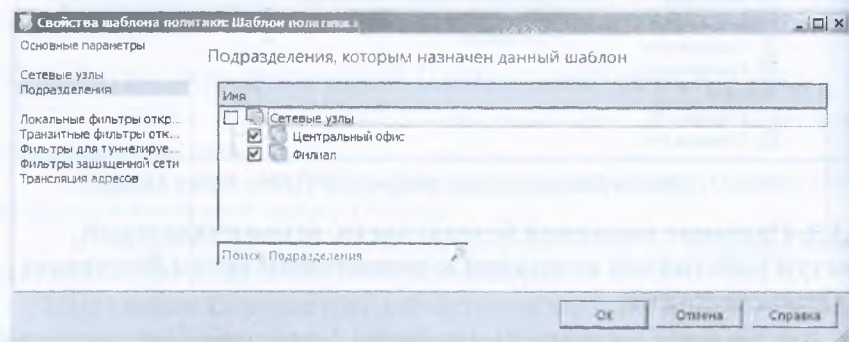 Свойства шаблона политики: Шаблон политики
Основные параметры
Подразделения, которым назначен данный шаблон
Сетевые узлы
Подразделения
Имя
Локальные фильтры откр...
Сетевые узлы
Транзитные фильтры отк...
Центральный офис
Фильтры для туннелируе...
Филиал
Фильтры защищенной сети
Трансляция адресов
Поиск: Подразделения
ОК
Отмена
Справка